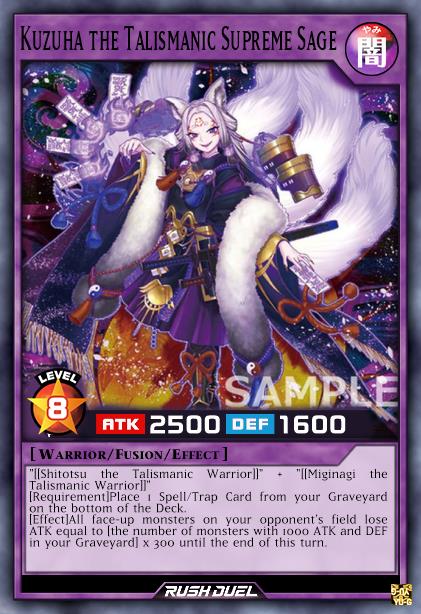 Kuzuha the Talismanic Supreme Sage
やみ
闇
SAMPLE
LEVEL
8
ATK 2500 DEF 1600
[Warrior/Fusion/Effect]
"[[Shitotsu the Talismanic Warrior]]" + "[[Miginagi the
Talismanic Warrior]]"
[Requirement]Place 1 Spell/Trap Card from your Graveyard
on the bottom of the Deck.
[Effect]All face-up monsters on your opponent's field lose
ATK equal to [the number of monsters with 1000 ATK and DEF
in your Graveyard] x 300 until the end of this turn.
RUSH DUEL